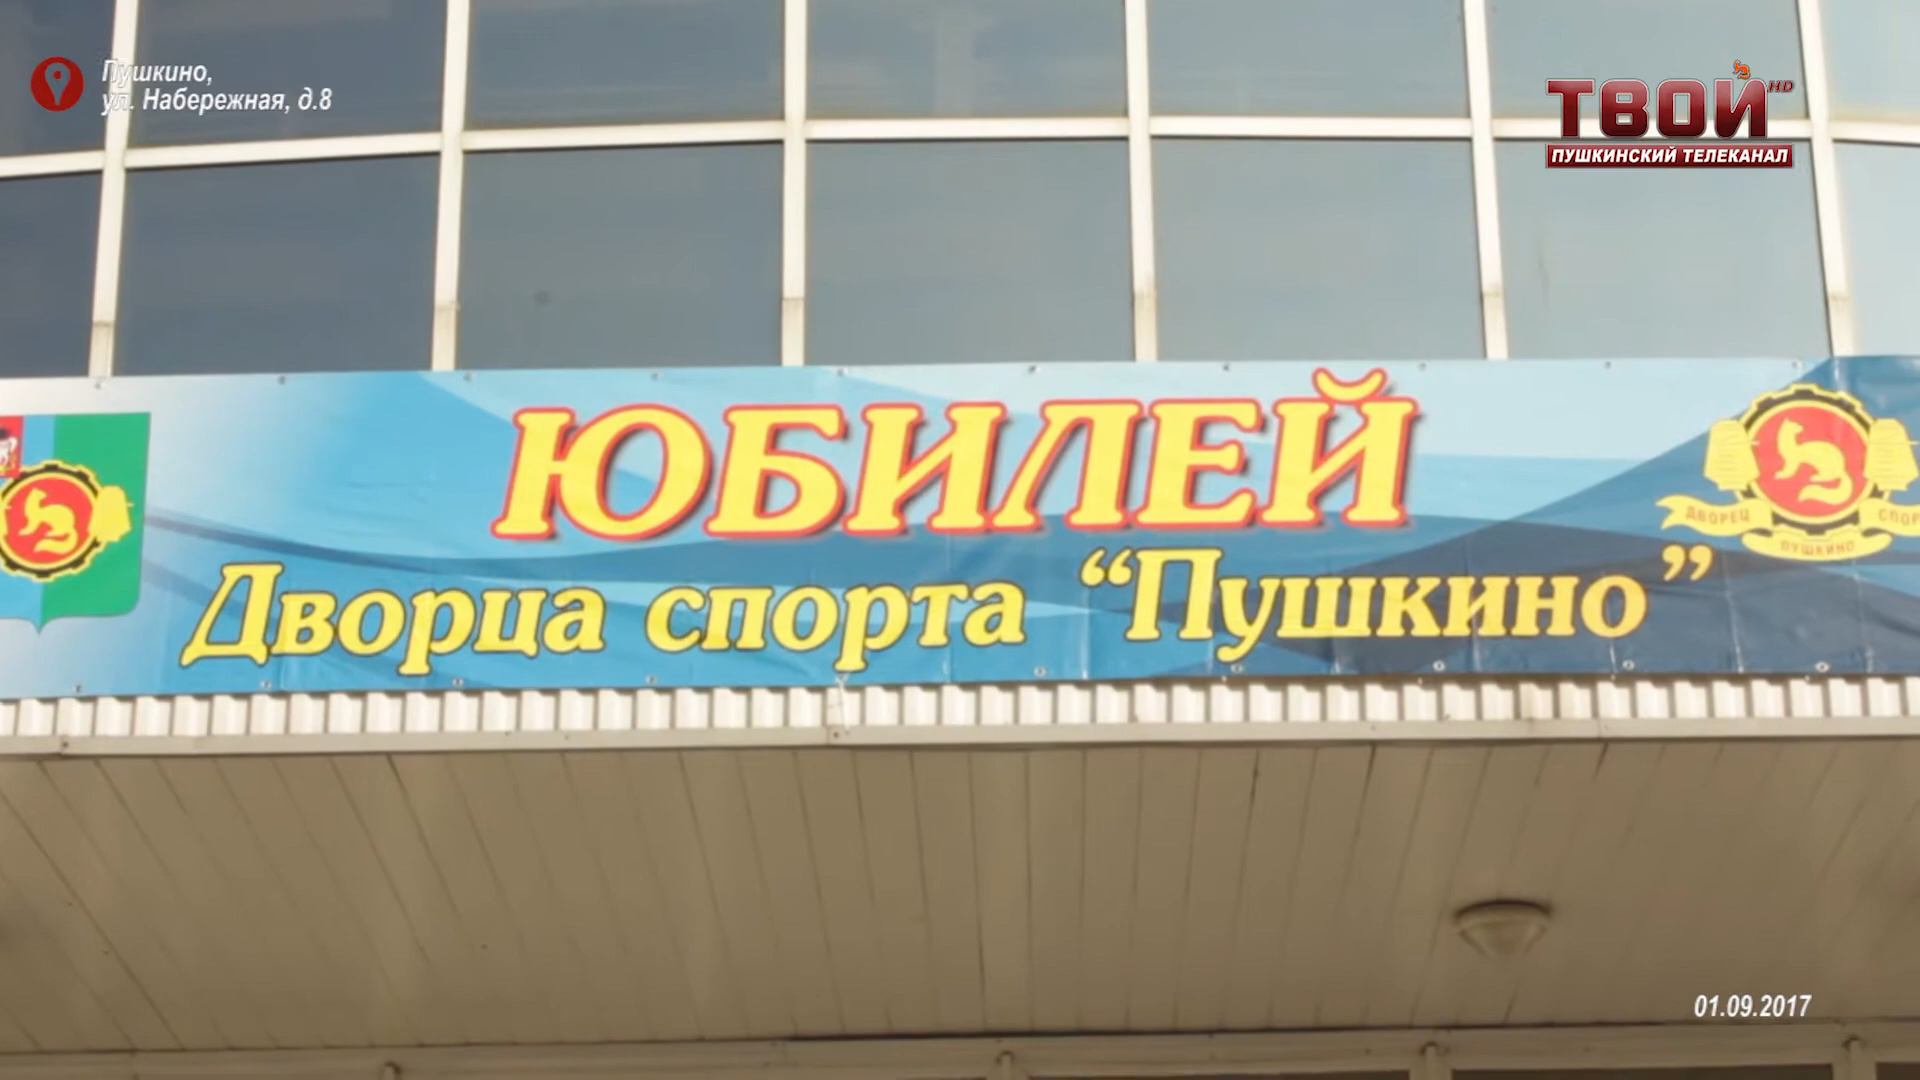 Пушкино,
ул. Набережная, д.8
ТВОЙ HD
ПУШКИНСКИЙ ТЕЛЕКАНАЛ
ЮБИЛЕЙ
Дворца спорта “Пушкино”
ДВОРЕЦ
ПУШКИНО
01.09.2017